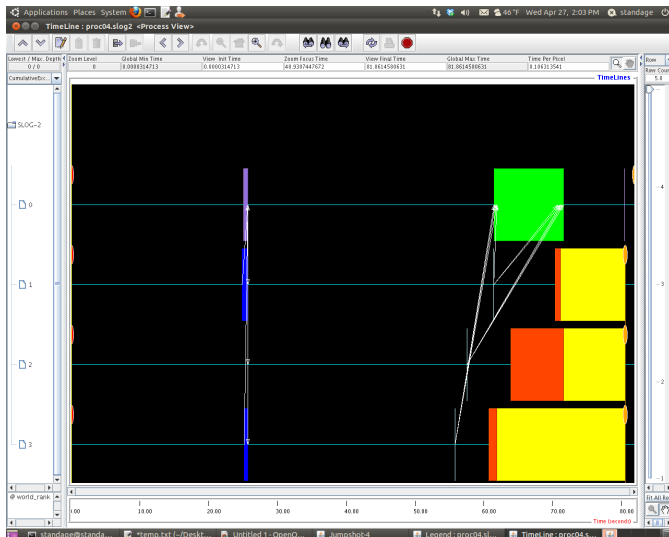 Applications Places System 46°F Wed Apr 27, 2:03 PM standage
TimeLine : proc04.slog2 <Process View>
Lowest / Max. Depth Zoom Level Global Min Time View Init Time Zoom Focus Time View Final Time Global Max Time Time Per Pixel Row
0 / 0 0 0.0000314713 0.0000314713 40.9307447672 81.8614580631 81.8614580631 0.106313541 Row Coun
CumulativeExc... TimeLines 5.0
SLOG-2
0 4
1 3
2 2
3 1
world_rank Fit All Ro
0.00 10.00 20.00 30.00 40.00 50.00 60.00 70.00 80.00
Time (seconds)
standage@standa... *temp.txt (~/Deskt... Untitled 1 - OpenO... Jumpshot-4 Legend : proc04.sl... TimeLine : proc04.s...